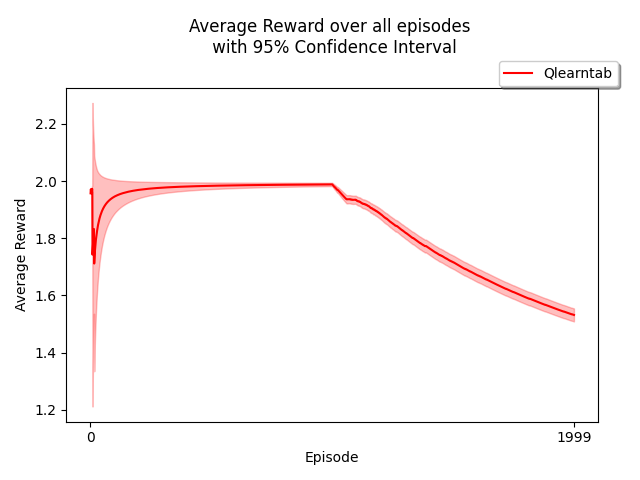 Average Reward over all episodes
with 95% Confidence Interval
Qlearntab
2.2
2.0
1.8
1.6
1.4
1.2
Average Reward
0
1999
Episode